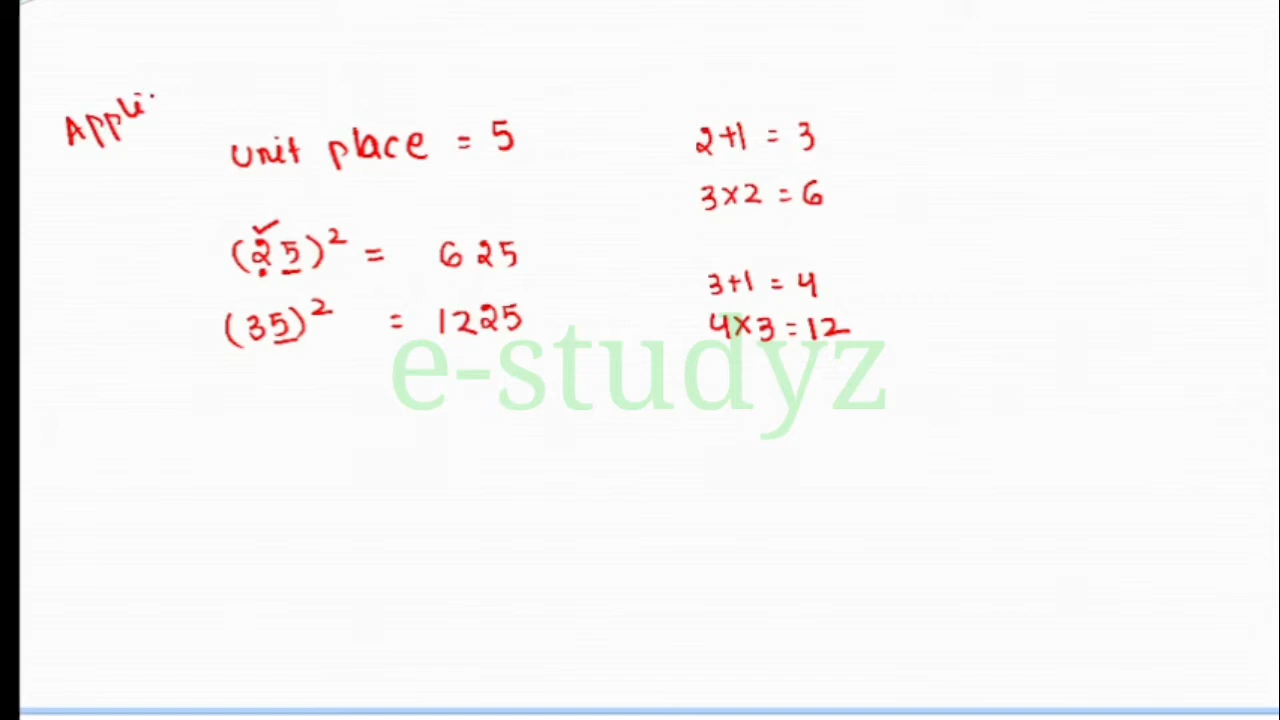 Appli.
Unit place = 5
(25)² = 625
(35)² = 1225
2+1 = 3
3×2 = 6
3+1 = 4
4×3 = 12
e-studyz